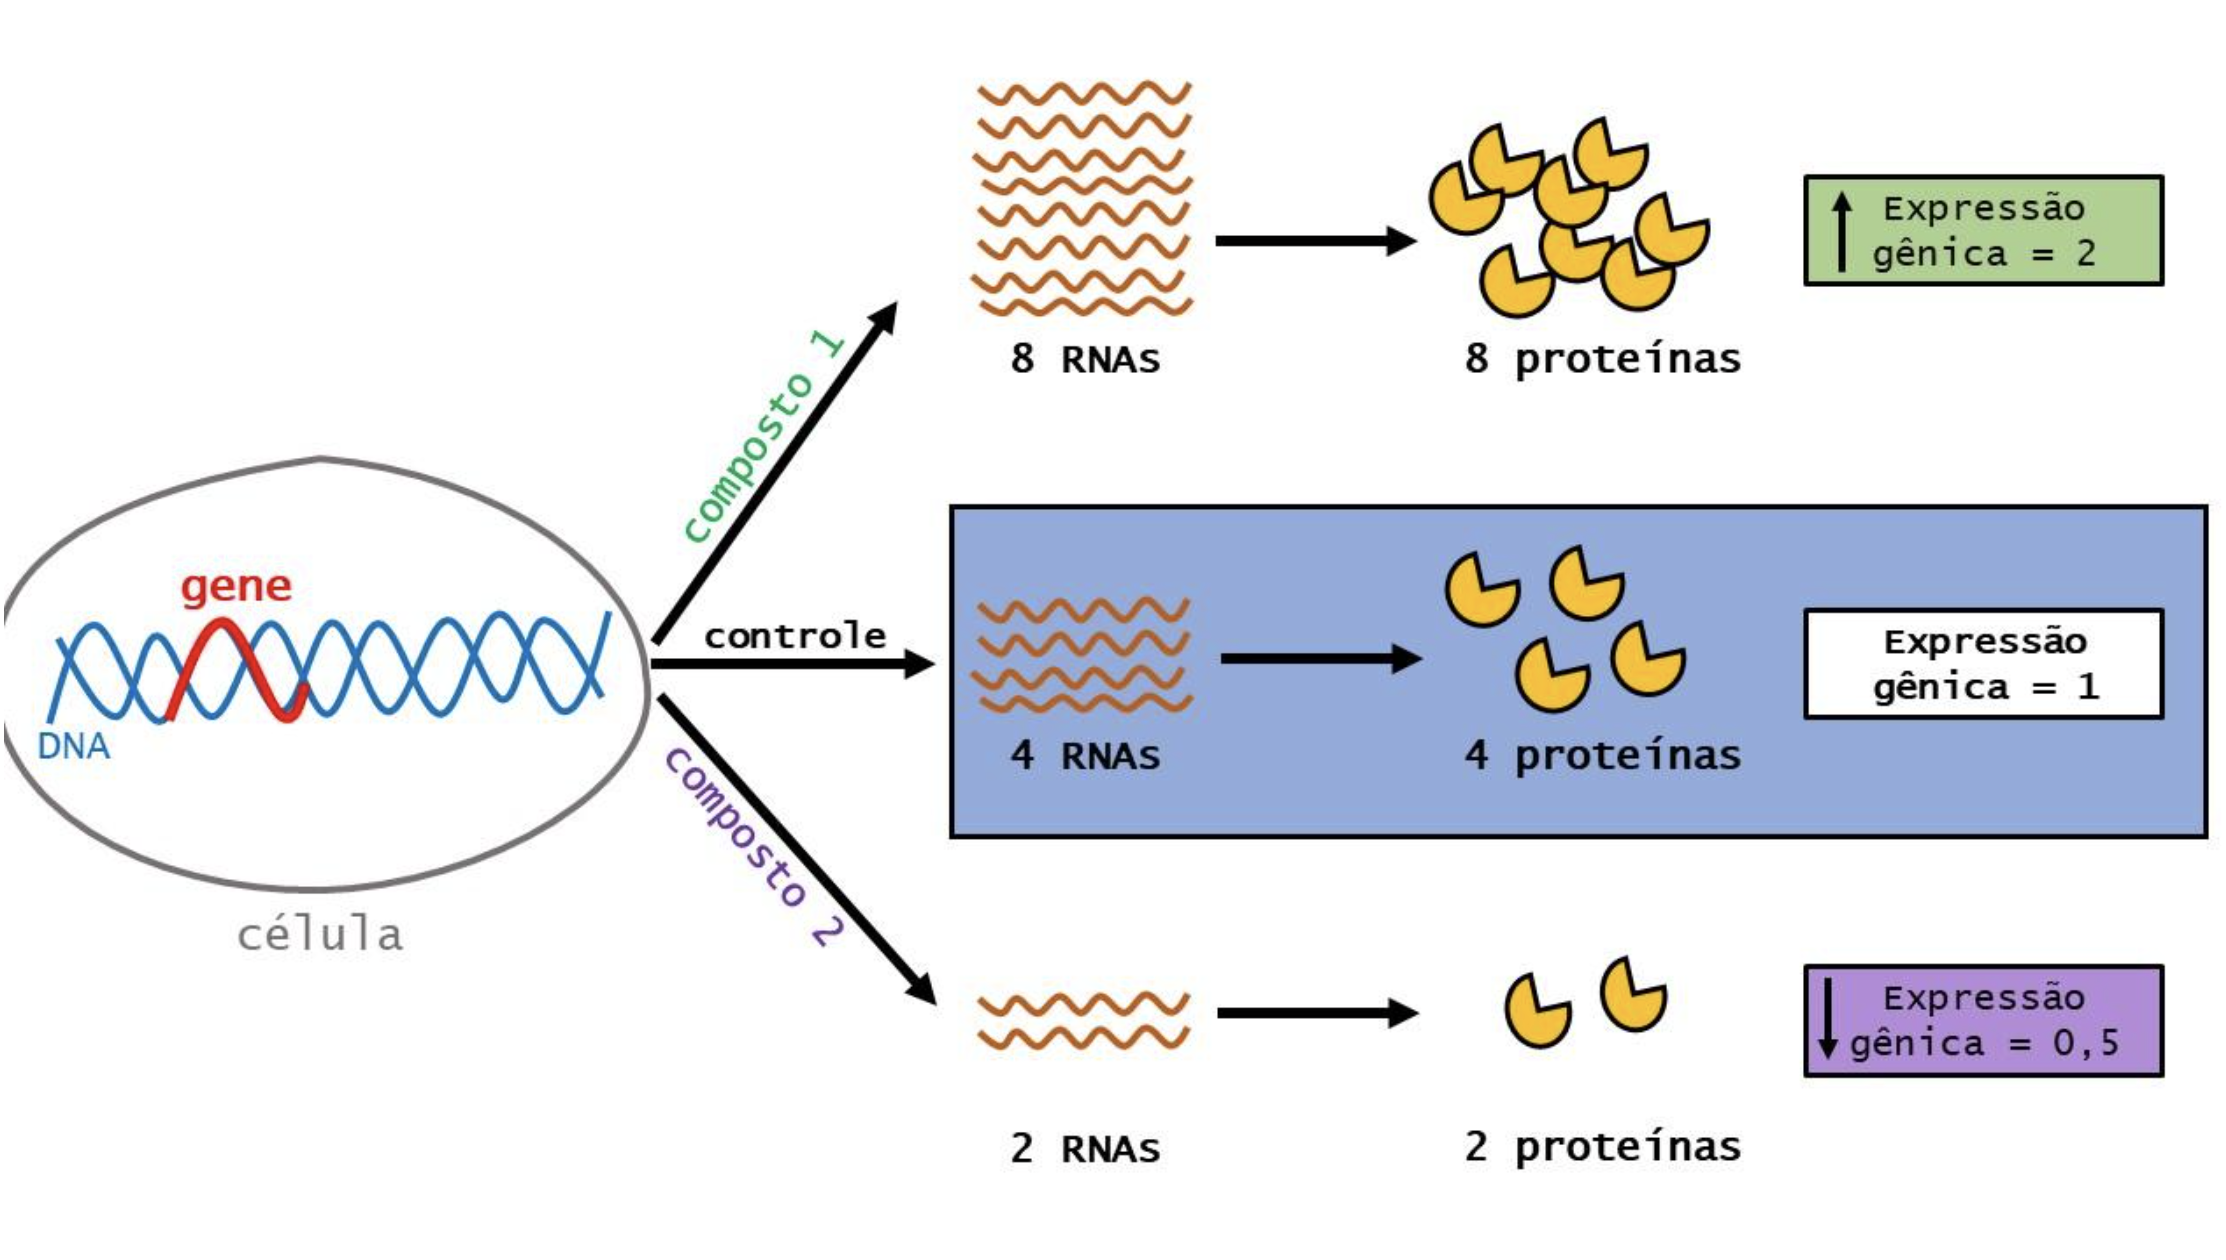 8 RNAs
8 proteínas
Expressão
gênica = 2
composto 1
gene
DNA
célula
controle
4 RNAs
4 proteínas
Expressão
gênica = 1
composto 2
2 RNAs
2 proteínas
Expressão
gênica = 0,5